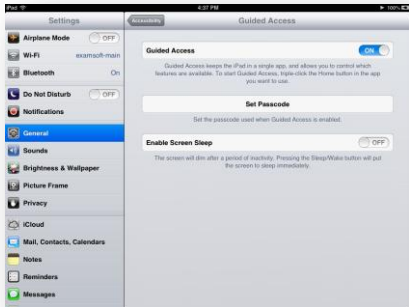 iPad
4:37 PM
100%
Settings
Accessibility
Guided Access
Airplane Mode
OFF
Wi-Fi
examsoft-main
Bluetooth
On
Do Not Disturb
OFF
Notifications
General
Sounds
Brightness & Wallpaper
Picture Frame
Privacy
iCloud
Mail, Contacts, Calendars
Notes
Reminders
Messages
Guided Access
ON
Guided Access keeps the iPad in a single app, and allows you to control which
features are available. To start Guided Access, triple-click the Home button in the app
you want to use.
Set Passcode
Set the passcode used when Guided Access is enabled.
Enable Screen Sleep
OFF
The screen will dim after a period of inactivity. Pressing the Sleep/Wake button will put
the screen to sleep immediately.